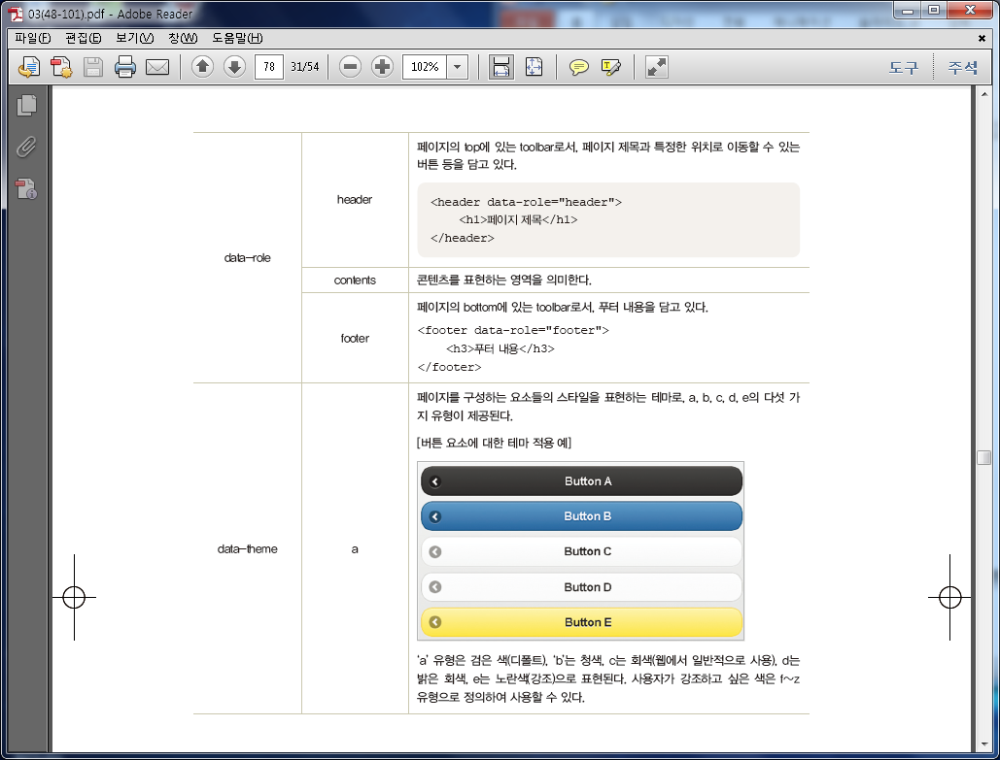 03(48-101).pdf - Adobe Reader
파일(F) 편집(E) 보기(V) 창(W) 도움말(H)
78 31/54 102% 도구 주석
data-role
header
페이지의 top에 있는 toolbar로서, 페이지 제목과 특정한 위치로 이동할 수 있는
버튼 등을 담고 있다.
<header data-role="header">
<h1>페이지 제목</h1>
</header>
contents
콘텐츠를 표현하는 영역을 의미한다.
footer
페이지의 bottom에 있는 toolbar로서, 푸터 내용을 담고 있다.
<footer data-role="footer">
<h3>푸터 내용</h3>
</footer>
data-theme
a
페이지를 구성하는 요소들의 스타일을 표현하는 테마로, a, b, c, d, e의 다섯 가
지 유형이 제공된다.
[버튼 요소에 대한 테마 적용 예]
Button A
Button B
Button C
Button D
Button E
'a' 유형은 검은 색(디폴트), 'b'는 청색, c는 회색(웹에서 일반적으로 사용), d는
밝은 회색, e는 노란색(강조)으로 표현된다. 사용자가 강조하고 싶은 색은 f~z
유형으로 정의하여 사용할 수 있다.